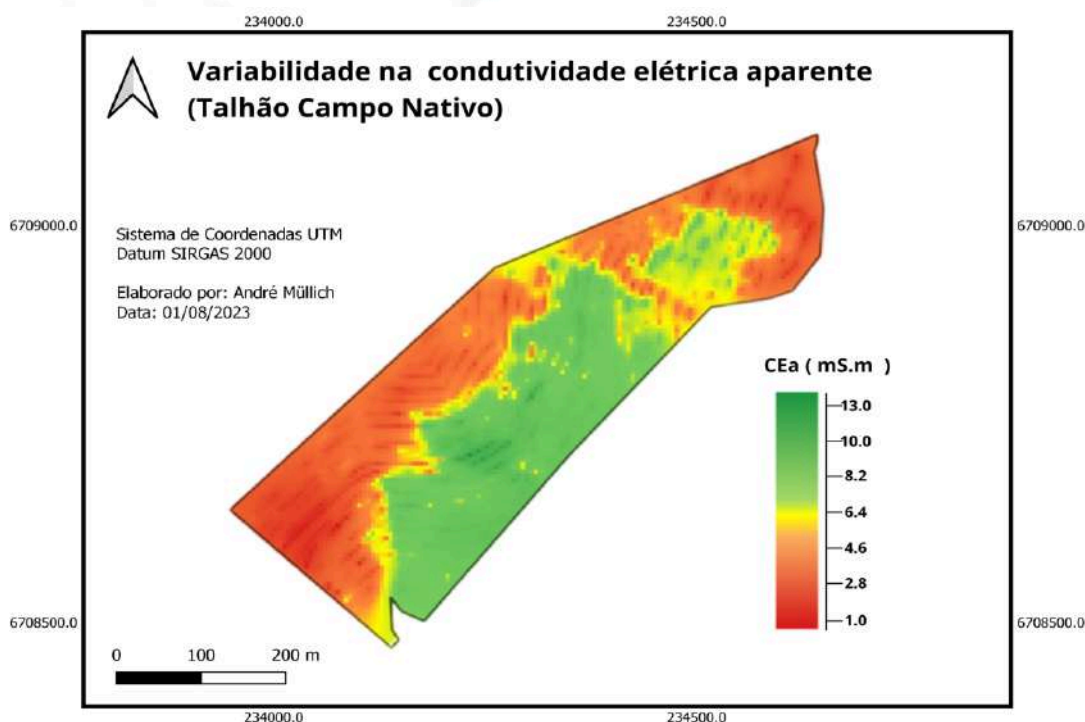 234000.0
234500.0
Variabilidade na condutividade elétrica aparente
(Talhão Campo Nativo)
6709000.0
6709000.0
Sistema de Coordenadas UTM
Datum SIRGAS 2000
Elaborado por: André Müllich
Data: 01/08/2023
CEa ( mS.m )
13.0
10.0
8.2
6.4
4.6
2.8
1.0
6708500.0
6708500.0
0 100 200 m
234000.0
234500.0